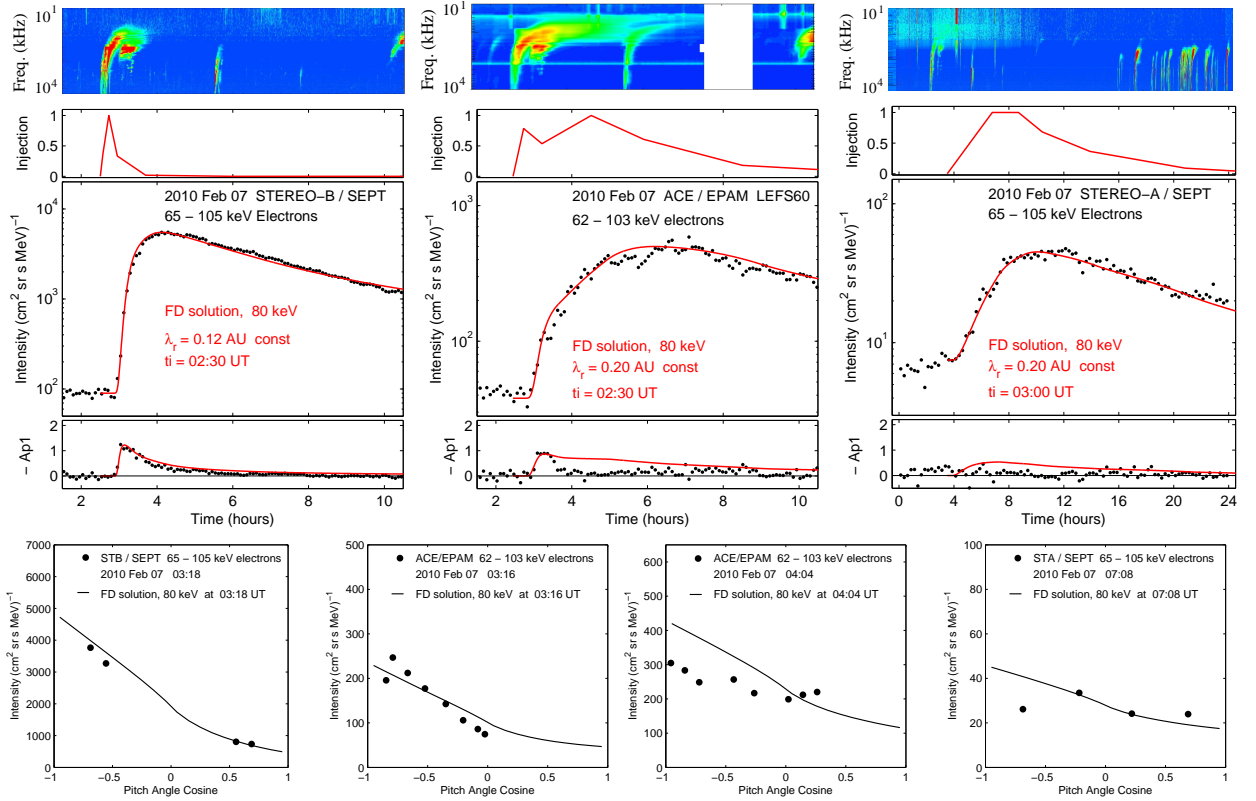 Freq. (kHz)
10¹
10⁴
Freq. (kHz)
10¹
10⁴
Freq. (kHz)
10¹
10⁴
Injection
1
0.5
0
Injection
1
0.5
0
Injection
1
0.5
0
Intensity (cm² sr s MeV)⁻¹
10⁴
10³
10²
2010 Feb 07 STEREO−B / SEPT
65 − 105 keV Electrons
FD solution, 80 keV
λr = 0.12 AU const
ti = 02:30 UT
Intensity (cm² sr s MeV)⁻¹
10³
10²
2010 Feb 07 ACE / EPAM LEFS60
62 − 103 keV electrons
FD solution, 80 keV
λr = 0.20 AU const
ti = 02:30 UT
Intensity (cm² sr s MeV)⁻¹
10²
10¹
2010 Feb 07 STEREO−A / SEPT
65 − 105 keV Electrons
FD solution, 80 keV
λr = 0.20 AU const
ti = 03:00 UT
− Ap1
2
1
0
2 4 6 8 10
Time (hours)
− Ap1
2
1
0
2 4 6 8 10
Time (hours)
− Ap1
2
1
0
0 4 8 12 16 20 24
Time (hours)
Intensity (cm² sr s MeV)⁻¹
7000
6000
5000
4000
3000
2000
1000
0
STB / SEPT 65 − 105 keV electrons
2010 Feb 07 03:18
FD solution, 80 keV at 03:18 UT
−1 −0.5 0 0.5 1
Pitch Angle Cosine
Intensity (cm² sr s MeV)⁻¹
500
400
300
200
100
0
ACE/EPAM 62 − 103 keV electrons
2010 Feb 07 03:16
FD solution, 80 keV at 03:16 UT
−1 −0.5 0 0.5 1
Pitch Angle Cosine
Intensity (cm² sr s MeV)⁻¹
600
500
400
300
200
100
0
ACE/EPAM 62 − 103 keV electrons
2010 Feb 07 04:04
FD solution, 80 keV at 04:04 UT
−1 −0.5 0 0.5 1
Pitch Angle Cosine
Intensity (cm² sr s MeV)⁻¹
100
80
60
40
20
0
STA / SEPT 65 − 105 keV electrons
2010 Feb 07 07:08
FD solution, 80 keV at 07:08 UT
−1 −0.5 0 0.5 1
Pitch Angle Cosine